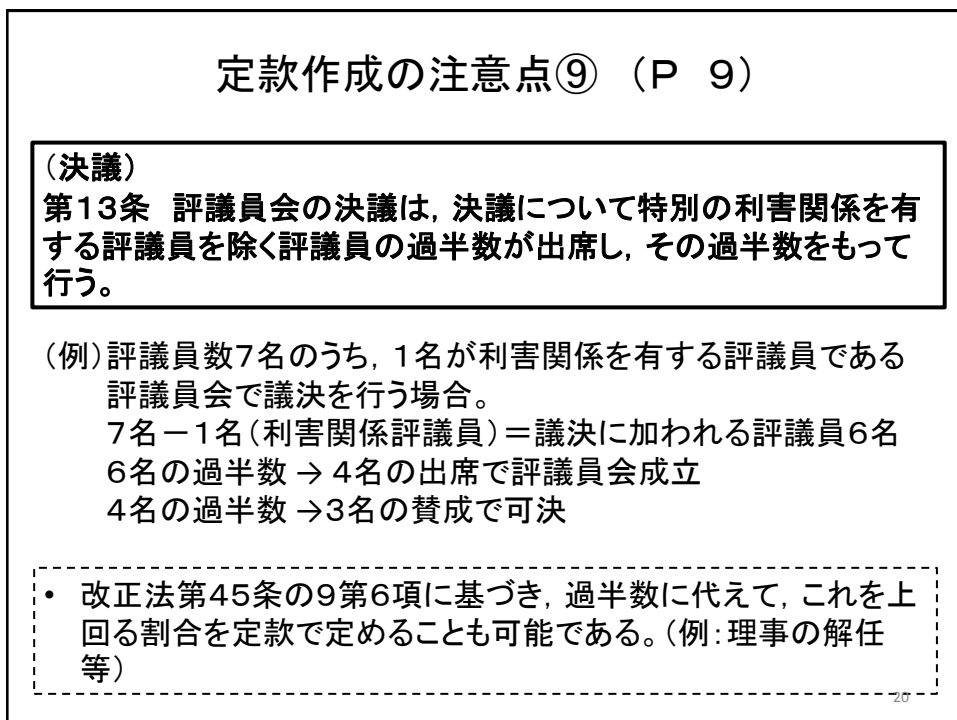 定款作成の注意点⑨ （Ｐ ９）
（決議）
第１３条 評議員会の決議は，決議について特別の利害関係を有
する評議員を除く評議員の過半数が出席し，その過半数をもって
行う。
（例）評議員数７名のうち，１名が利害関係を有する評議員である
評議員会で議決を行う場合。
７名－１名（利害関係評議員）＝議決に加われる評議員６名
６名の過半数 → ４名の出席で評議員会成立
４名の過半数 →３名の賛成で可決
• 改正法第４５条の９第６項に基づき，過半数に代えて，これを上
回る割合を定款で定めることも可能である。（例：理事の解任
等）
20